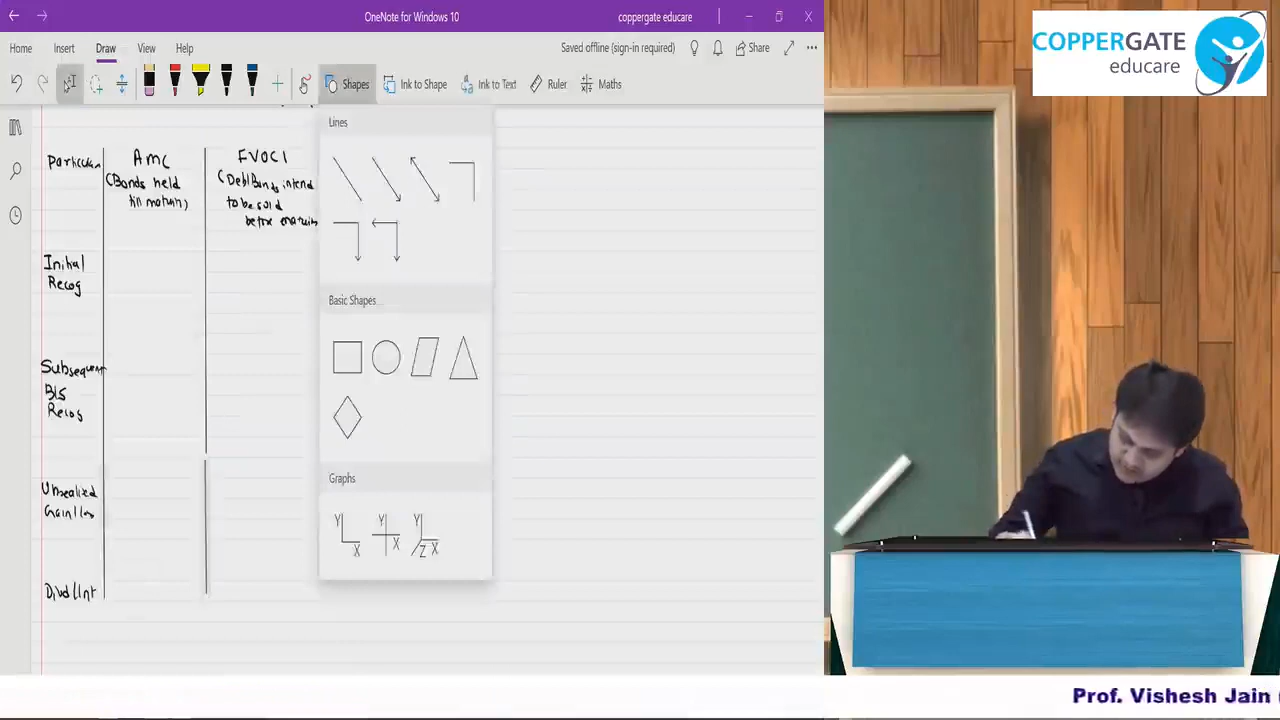 OneNote for Windows 10
coppergate educare
Home Insert Draw View Help
Saved offline (sign-in required)
Share
Shapes
Ink to Shape
Ink to Text
Ruler
Maths
Lines
Basic Shapes
Graphs
Y X
Y X
Y Z X
Particulars
AMC
(Bonds held
till maturity)
FVOCI
(Debt Bonds intend
to be sold
before maturity
Initial
Recog
Subsequent
B/S
Recog
Unrealized
Gain/Loss
Divd/Int
COPPERGATE
educare
Prof. Vishesh Jain